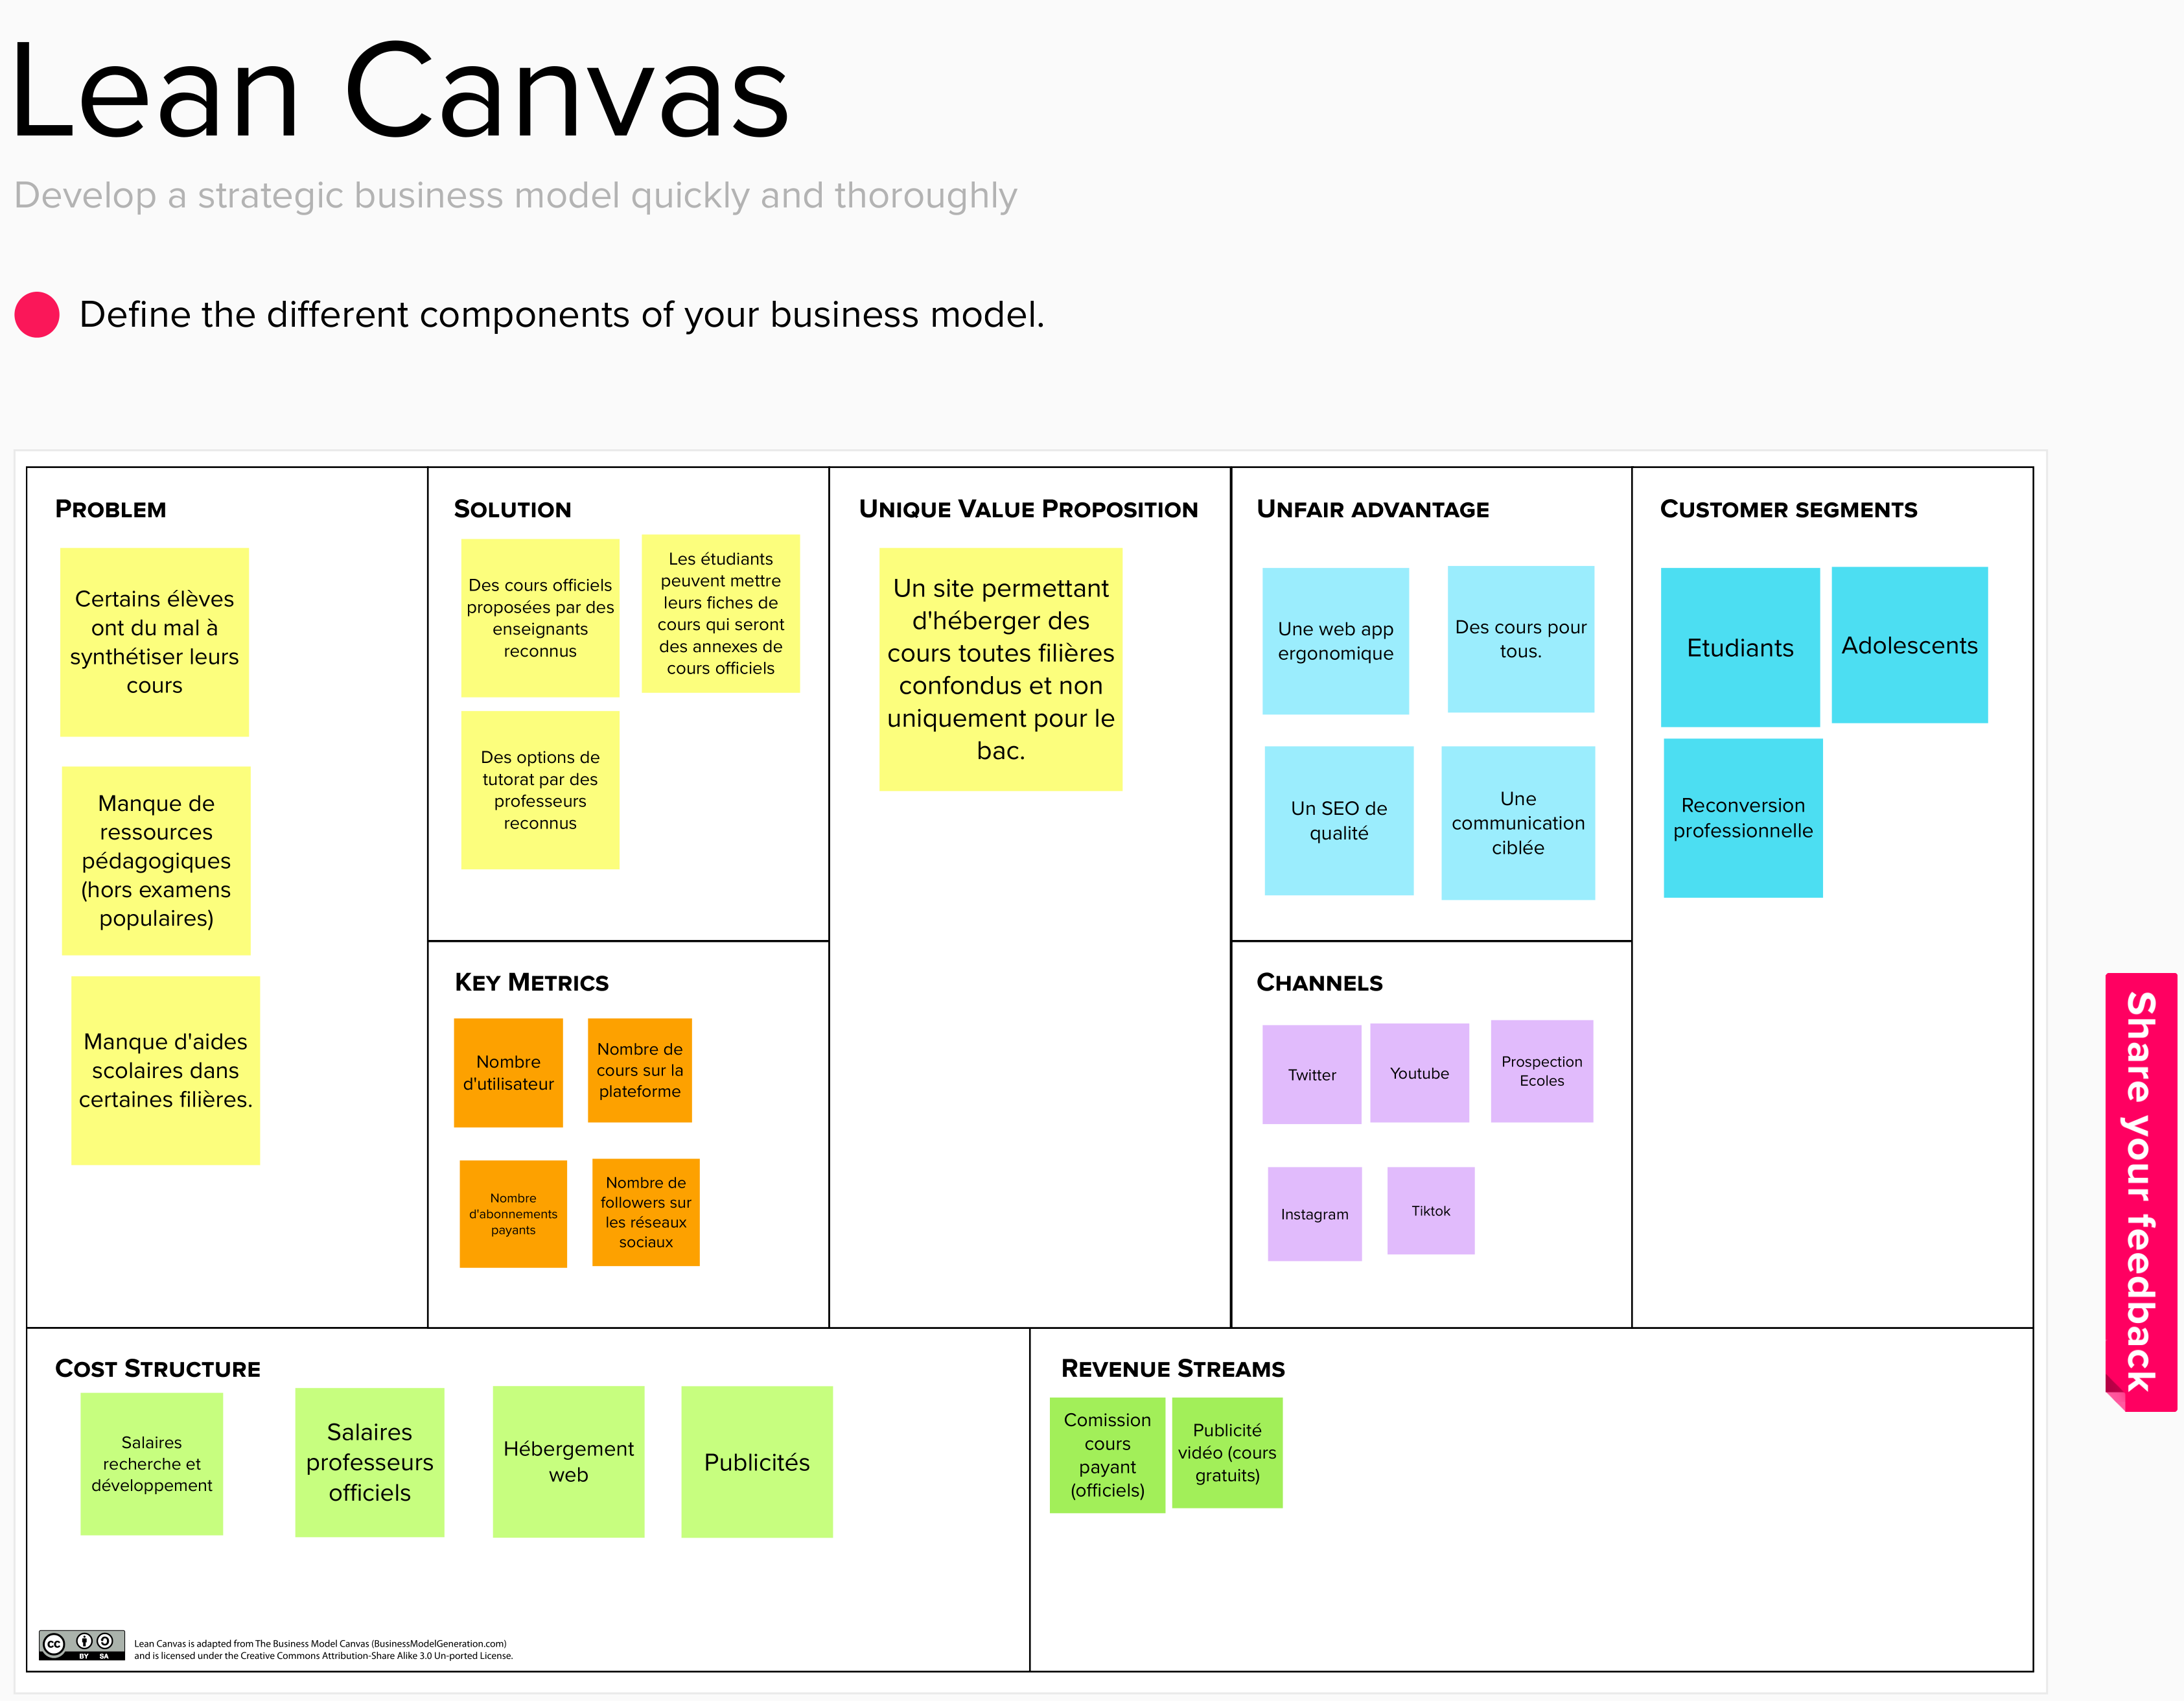 Lean Canvas
Develop a strategic business model quickly and thoroughly
Define the different components of your business model.
PROBLEM
Certains élèves
ont du mal à
synthétiser leurs
cours
Manque de
ressources
pédagogiques
(hors examens
populaires)
Manque d'aides
scolaires dans
certaines filières.
SOLUTION
Des cours officiels
proposées par des
enseignants
reconnus
Les étudiants
peuvent mettre
leurs fiches de
cours qui seront
des annexes de
cours officiels
Des options de
tutorat par des
professeurs
reconnus
KEY METRICS
Nombre
d'utilisateur
Nombre de
cours sur la
plateforme
Nombre
d'abonnements
payants
Nombre de
followers sur
les réseaux
sociaux
UNIQUE VALUE PROPOSITION
Un site permettant
d'héberger des
cours toutes filières
confondus et non
uniquement pour le
bac.
UNFAIR ADVANTAGE
Une web app
ergonomique
Des cours pour
tous.
Un SEO de
qualité
Une
communication
ciblée
CHANNELS
Twitter
Youtube
Prospection
Ecoles
Instagram
Tiktok
CUSTOMER SEGMENTS
Etudiants
Adolescents
Reconversion
professionnelle
COST STRUCTURE
Salaires
recherche et
développement
Salaires
professeurs
officiels
Hébergement
web
Publicités
REVENUE STREAMS
Comission
cours
payant
(officiels)
Publicité
vidéo (cours
gratuits)
cc
BY SA
Lean Canvas is adapted from The Business Model Canvas (BusinessModelGeneration.com)
and is licensed under the Creative Commons Attribution-Share Alike 3.0 Un-ported License.
Share your feedback